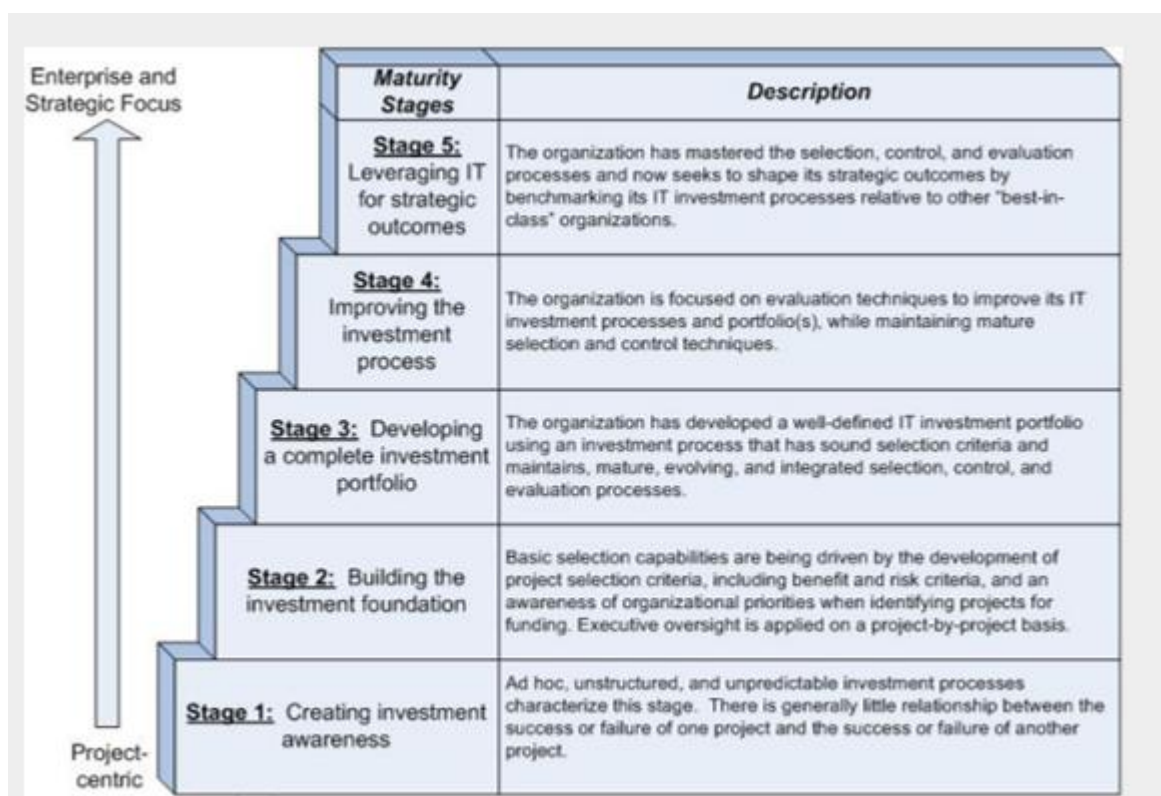 Enterprise and
Strategic Focus
Maturity
Stages
Description
Stage 5:
Leveraging IT
for strategic
outcomes
The organization has mastered the selection, control, and evaluation
processes and now seeks to shape its strategic outcomes by
benchmarking its IT investment processes relative to other "best-in-
class" organizations.
Stage 4:
Improving the
investment
process
The organization is focused on evaluation techniques to improve its IT
investment processes and portfolio(s), while maintaining mature
selection and control techniques.
Stage 3: Developing
a complete investment
portfolio
The organization has developed a well-defined IT investment portfolio
using an investment process that has sound selection criteria and
maintains, mature, evolving, and integrated selection, control, and
evaluation processes.
Stage 2: Building the
investment foundation
Basic selection capabilities are being driven by the development of
project selection criteria, including benefit and risk criteria, and an
awareness of organizational priorities when identifying projects for
funding. Executive oversight is applied on a project-by-project basis.
Stage 1: Creating investment
awareness
Ad hoc, unstructured, and unpredictable investment processes
characterize this stage. There is generally little relationship between the
success or failure of one project and the success or failure of another
project.
Project-
centric